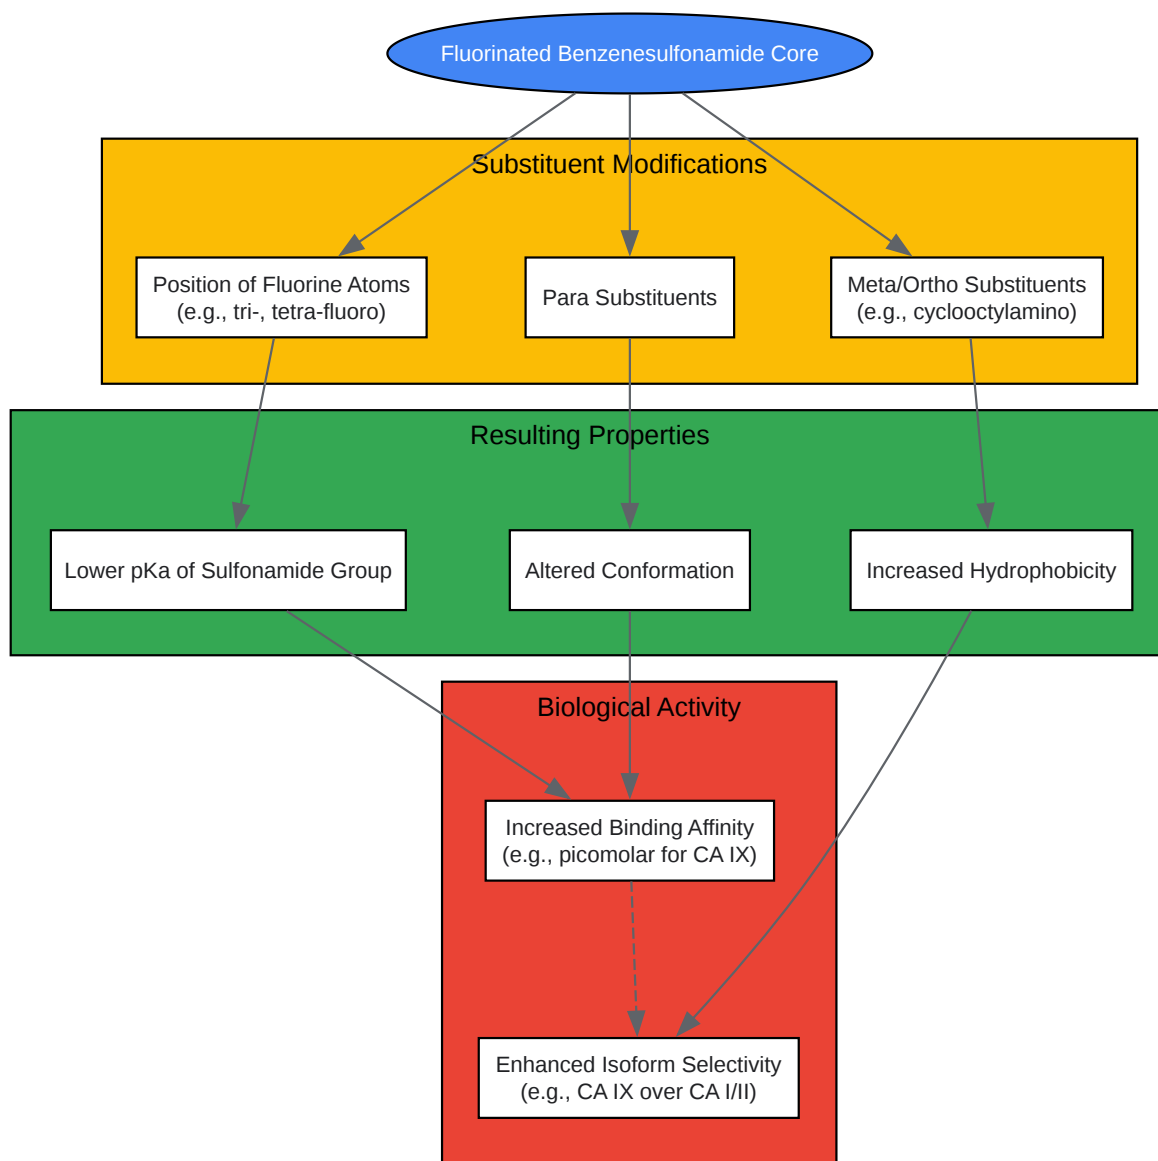 Fluorinated Benzenesulfonamide Core
Substituent Modifications
Position of Fluorine Atoms
(e.g., tri-, tetra-fluoro)
Para Substituents
Meta/Ortho Substituents
(e.g., cyclooctylamino)
Resulting Properties
Lower pKa of Sulfonamide Group
Altered Conformation
Increased Hydrophobicity
Biological Activity
Increased Binding Affinity
(e.g., picomolar for CA IX)
Enhanced Isoform Selectivity
(e.g., CA IX over CA I/II)